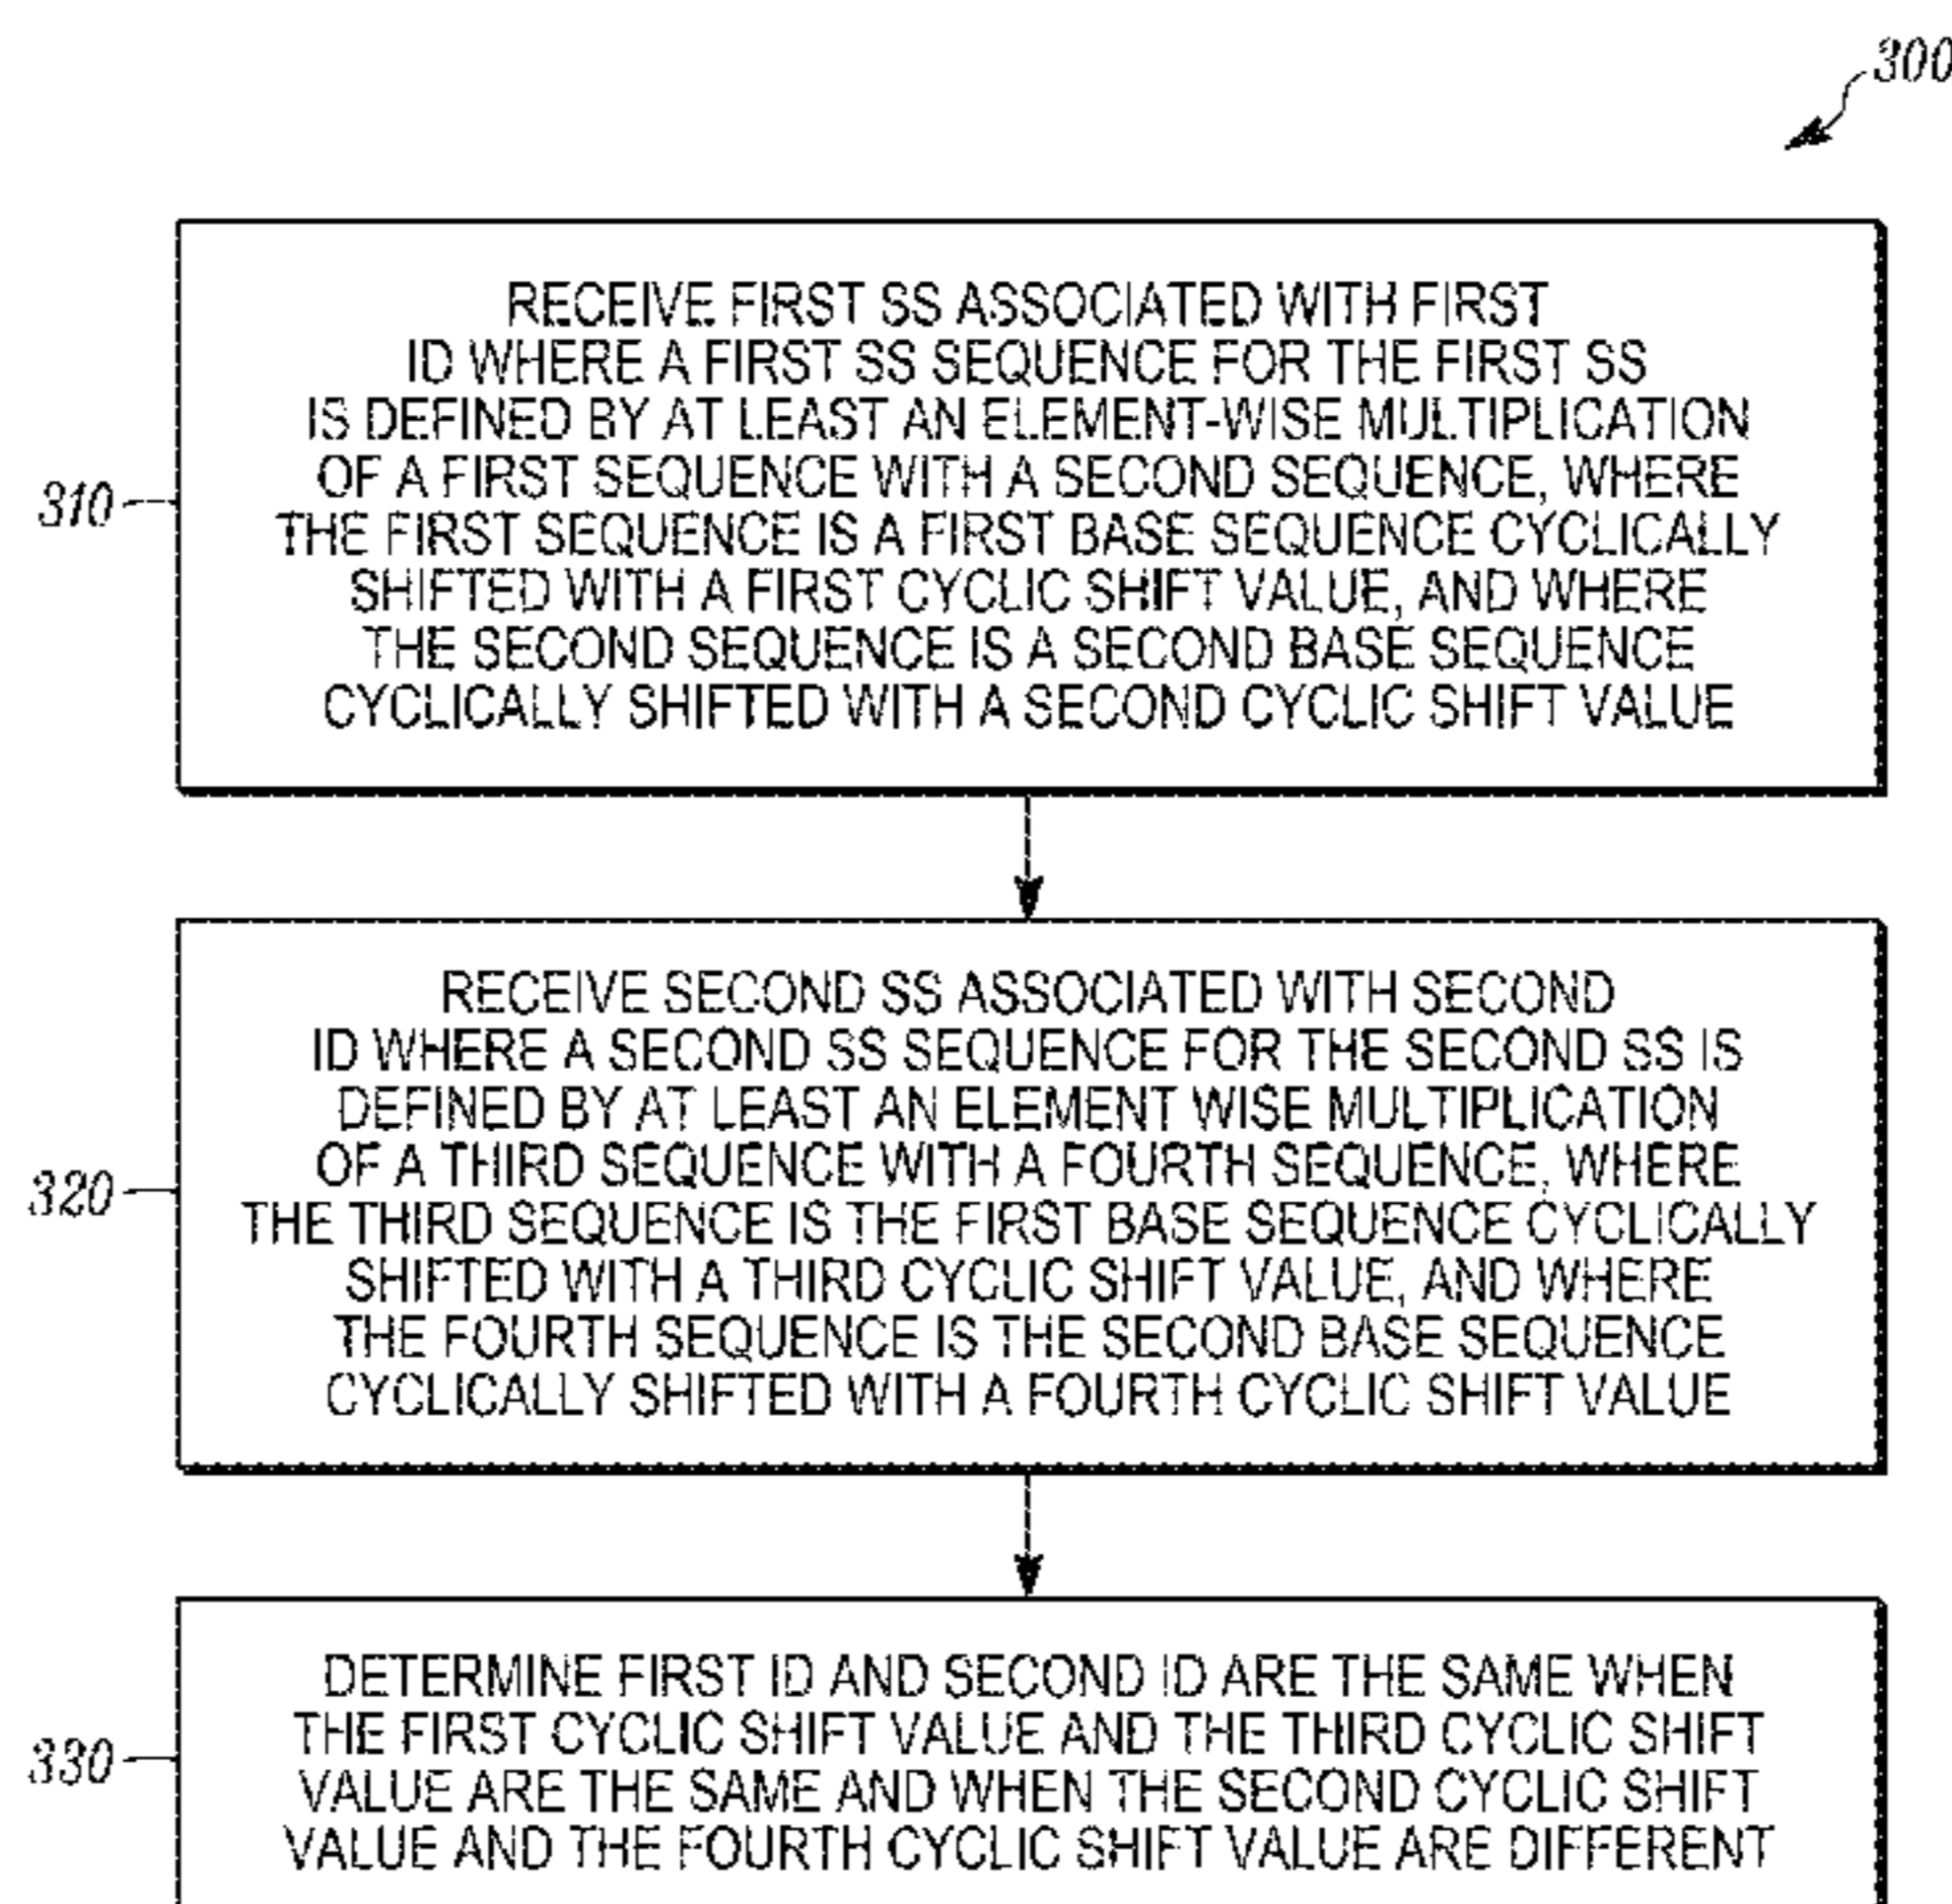 300
RECEIVE FIRST SS ASSOCIATED WITH FIRST
ID WHERE A FIRST SS SEQUENCE FOR THE FIRST SS
IS DEFINED BY AT LEAST AN ELEMENT-WISE MULTIPLICATION
OF A FIRST SEQUENCE WITH A SECOND SEQUENCE, WHERE
THE FIRST SEQUENCE IS A FIRST BASE SEQUENCE CYCLICALLY
SHIFTED WITH A FIRST CYCLIC SHIFT VALUE, AND WHERE
THE SECOND SEQUENCE IS A SECOND BASE SEQUENCE
CYCLICALLY SHIFTED WITH A SECOND CYCLIC SHIFT VALUE
310
RECEIVE SECOND SS ASSOCIATED WITH SECOND
ID WHERE A SECOND SS SEQUENCE FOR THE SECOND SS IS
DEFINED BY AT LEAST AN ELEMENT WISE MULTIPLICATION
OF A THIRD SEQUENCE WITH A FOURTH SEQUENCE, WHERE
THE THIRD SEQUENCE IS THE FIRST BASE SEQUENCE CYCLICALLY
SHIFTED WITH A THIRD CYCLIC SHIFT VALUE, AND WHERE
THE FOURTH SEQUENCE IS THE SECOND BASE SEQUENCE
CYCLICALLY SHIFTED WITH A FOURTH CYCLIC SHIFT VALUE
320
DETERMINE FIRST ID AND SECOND ID ARE THE SAME WHEN
THE FIRST CYCLIC SHIFT VALUE AND THE THIRD CYCLIC SHIFT
VALUE ARE THE SAME AND WHEN THE SECOND CYCLIC SHIFT
VALUE AND THE FOURTH CYCLIC SHIFT VALUE ARE DIFFERENT
330